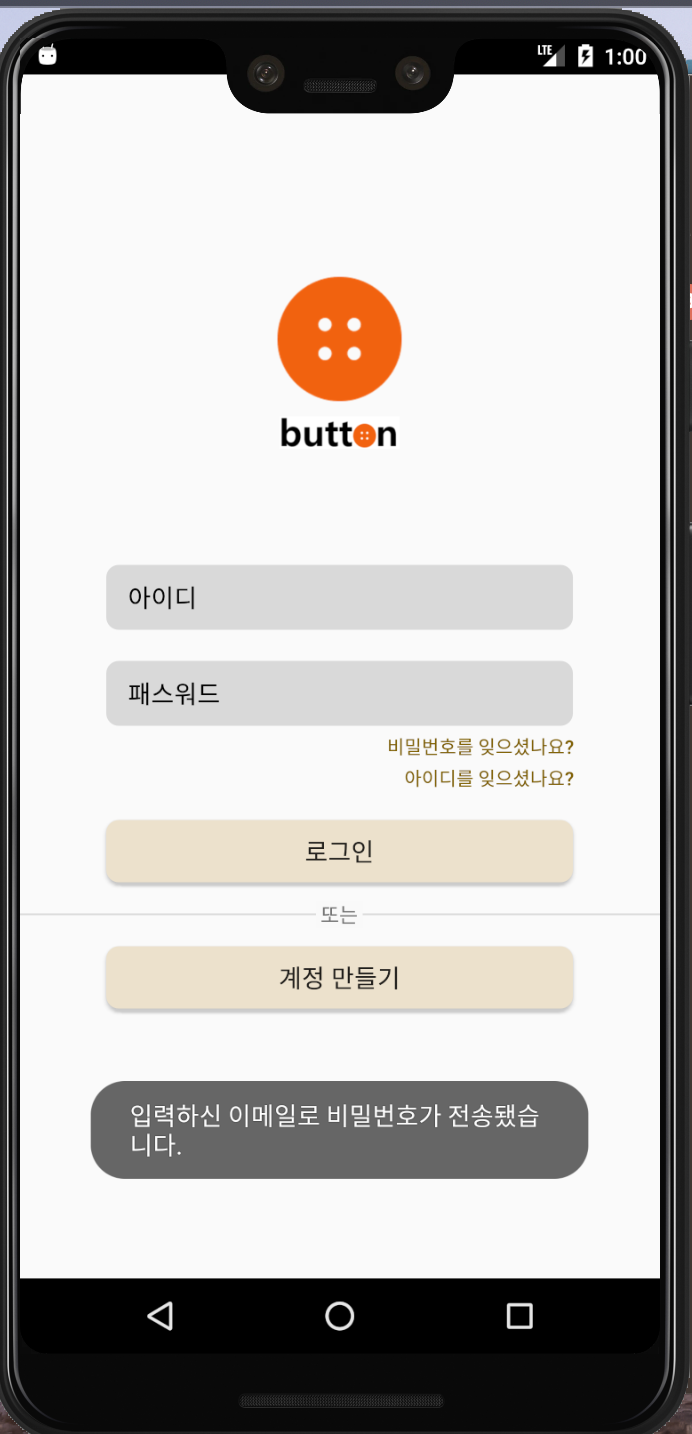 LTE 1:00
button
아이디
패스워드
비밀번호를 잊으셨나요?
아이디를 잊으셨나요?
로그인
또는
계정 만들기
입력하신 이메일로 비밀번호가 전송됐습
니다.